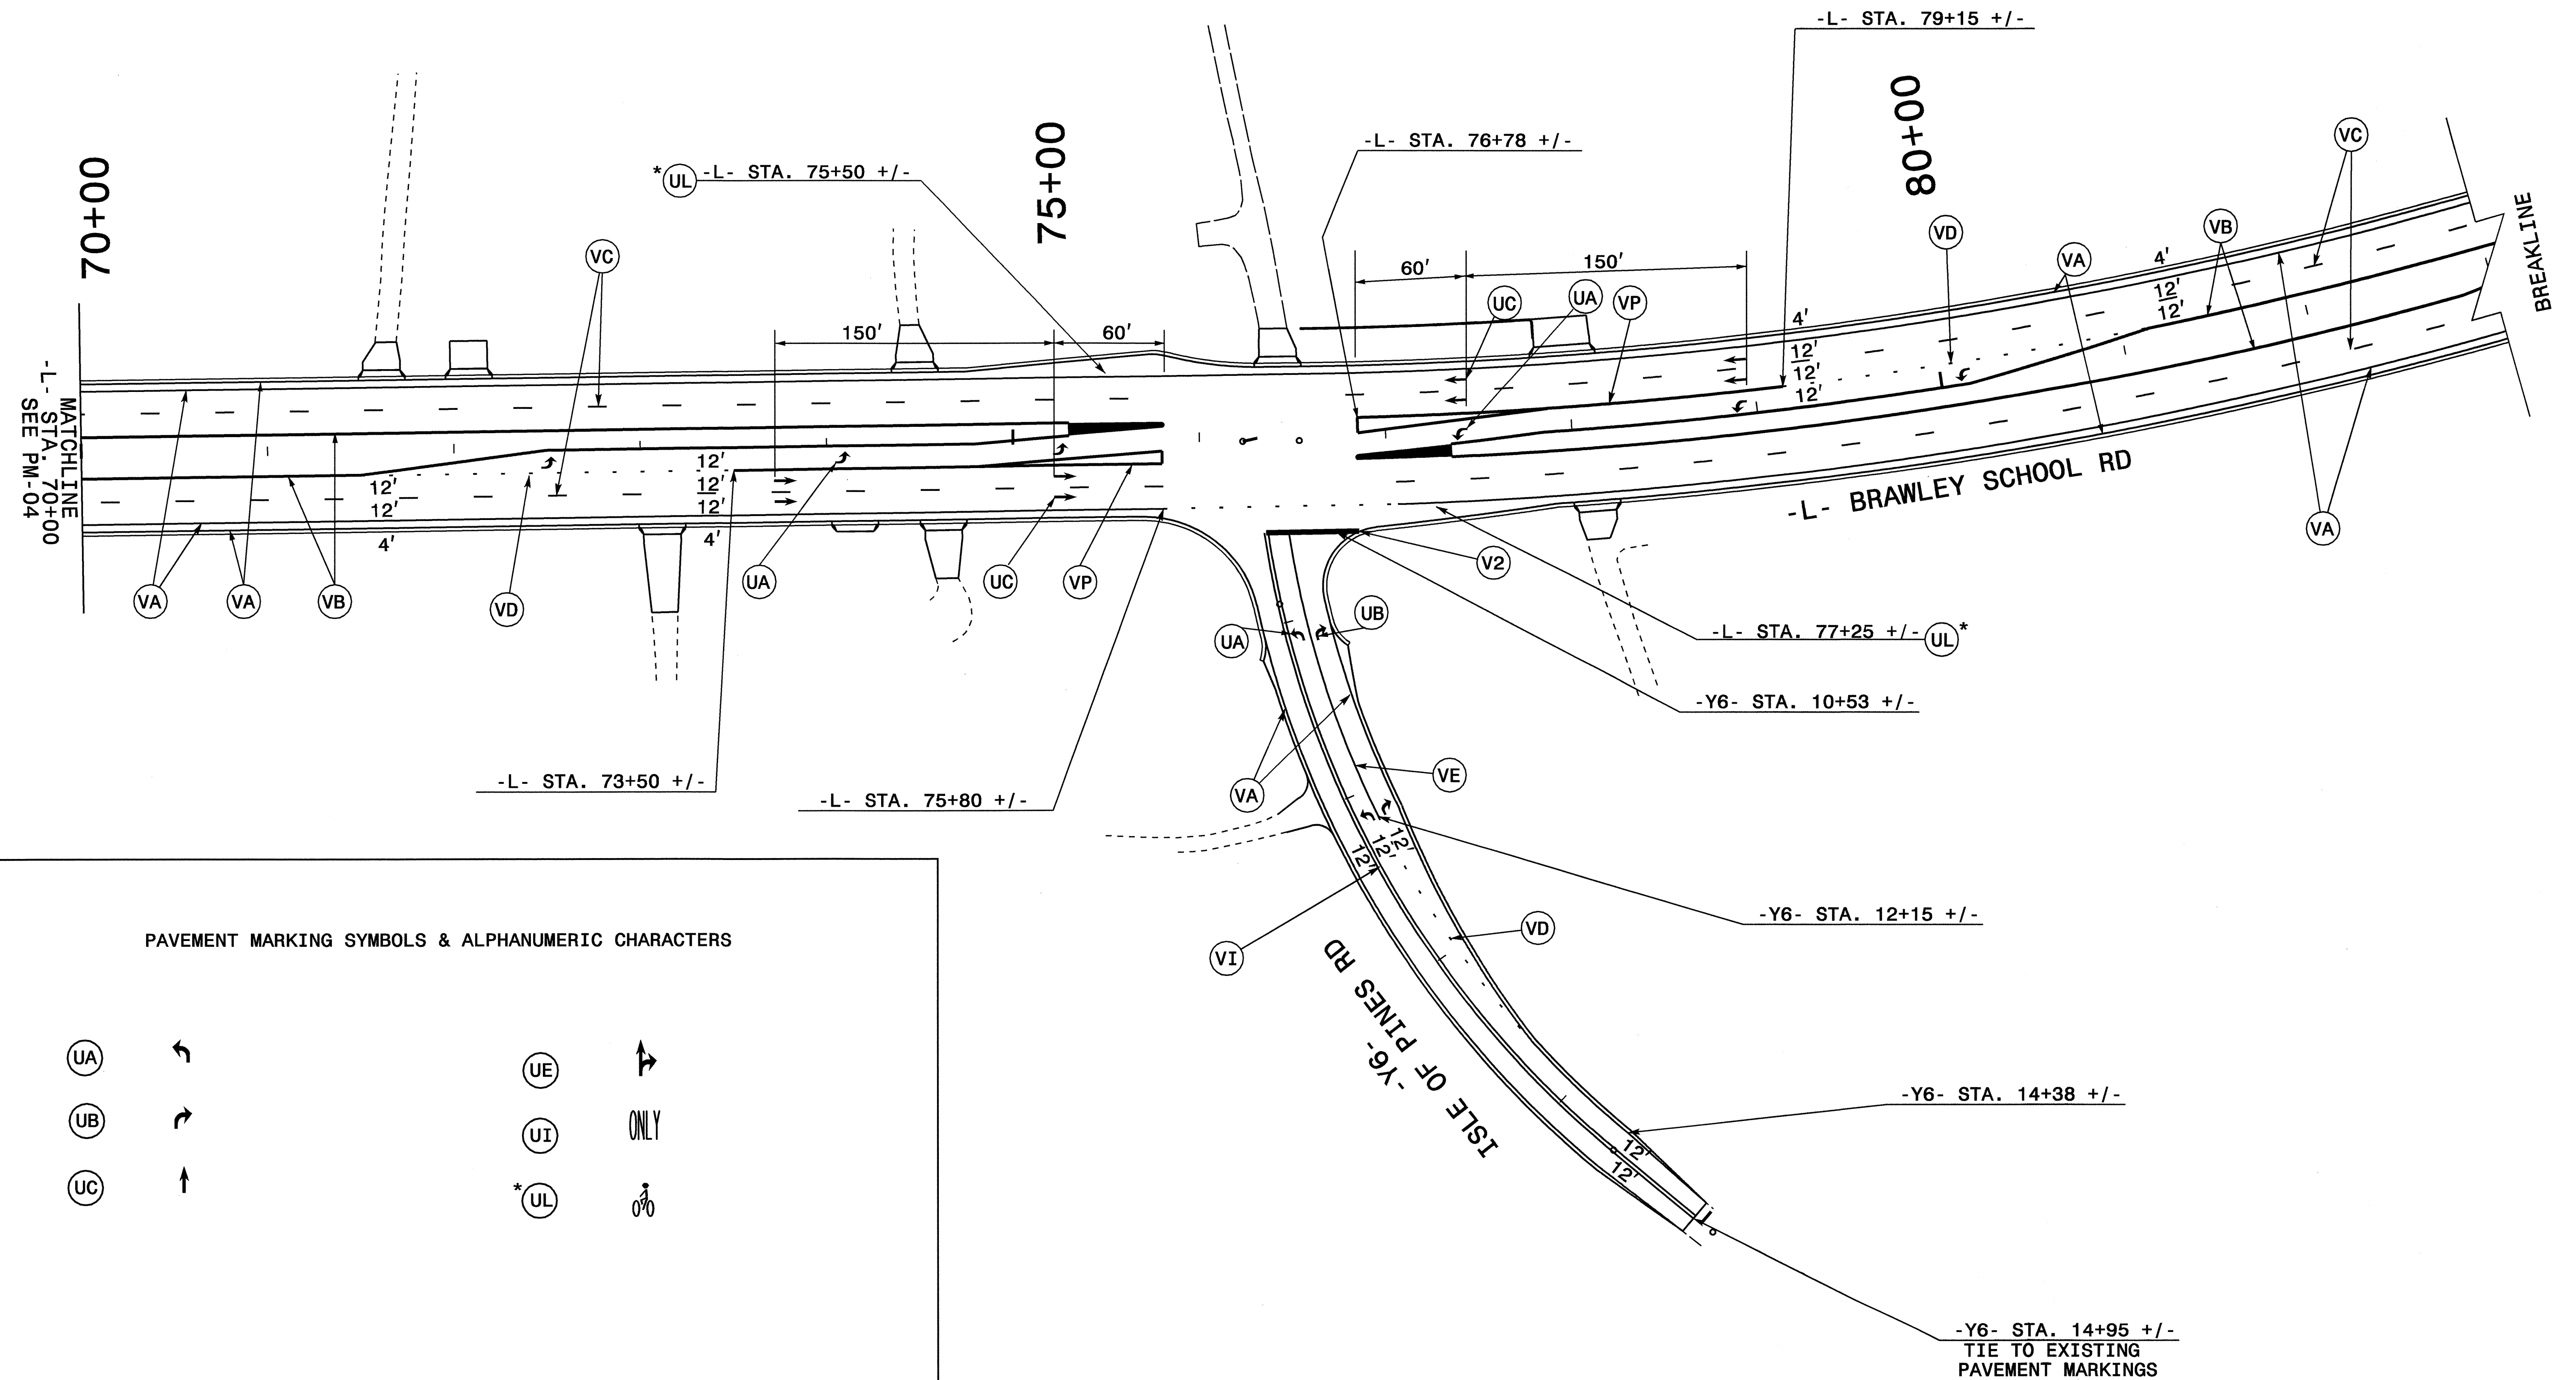 -L- STA. 79+15 +/-
80+00
VC
-L- STA. 76+78 +/-
75+00
70+00
*UL -L- STA. 75+50 +/-
VD
VB
VA
4'
BREAKLINE
VC
60'
150'
UC
UA
VP
4'
12'
12'
150'
60'
12'
12'
12'
MATCHLINE
-L- STA. 70+00
SEE PM-04
12'
12'
12'
12'
12'
4'
4'
-L- BRAWLEY SCHOOL RD
VA
VA
VA
VB
VD
UA
UC
VP
V2
UA
UB
-L- STA. 77+25 +/- UL*
-Y6- STA. 10+53 +/-
-L- STA. 73+50 +/-
-L- STA. 75+80 +/-
VA
VE
12'
12'
12'
-Y6- STA. 12+15 +/-
VI
VD
-Y6-
ISLE OF PINES RD
-Y6- STA. 14+38 +/-
12'
12'
-Y6- STA. 14+95 +/-
TIE TO EXISTING
PAVEMENT MARKINGS
PAVEMENT MARKING SYMBOLS & ALPHANUMERIC CHARACTERS
UA
UB
UC
UE
UI ONLY
*UL